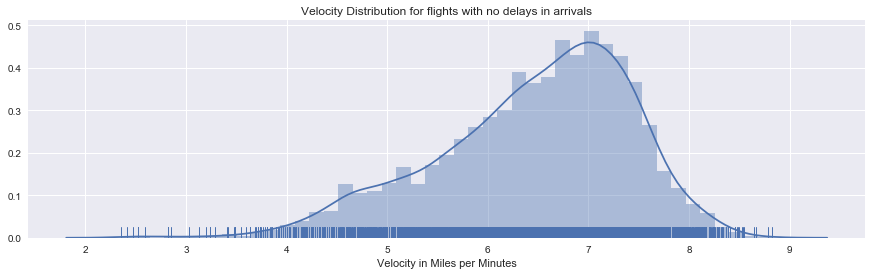 Velocity Distribution for flights with no delays in arrivals
0.5
0.4
0.3
0.2
0.1
0.0
2 3 4 5 6 7 8 9
Velocity in Miles per Minutes